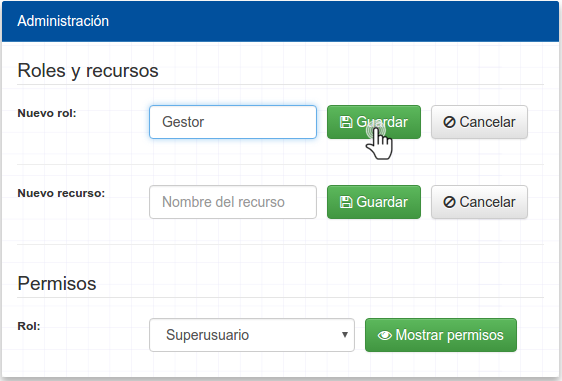 Administración
Roles y recursos
Nuevo rol: Gestor Guardar Cancelar
Nuevo recurso: Nombre del recurso Guardar Cancelar
Permisos
Rol: Superusuario Mostrar permisos